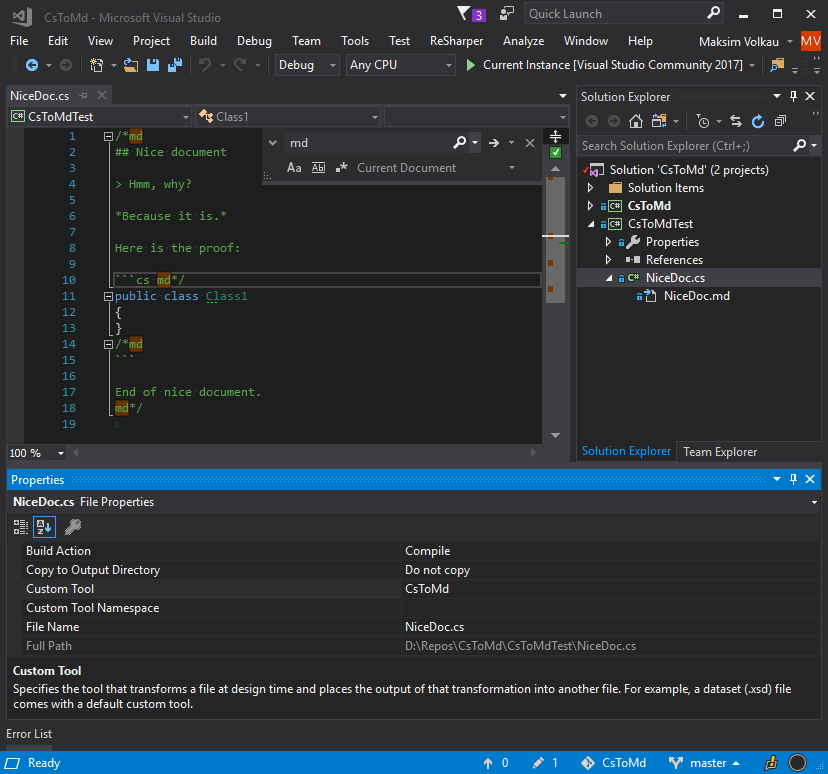 CsToMd - Microsoft Visual Studio
3
Quick Launch
File Edit View Project Build Debug Team Tools Test ReSharper Analyze Window Help Maksim Volkau MV
Debug Any CPU Current Instance [Visual Studio Community 2017]
NiceDoc.cs
C# CsToMdTest Class1
md
Aa Ab .* Current Document
1 /*md
2 ## Nice document
3
4 > Hmm, why?
5
6 *Because it is.*
7
8 Here is the proof:
9
10 ```cs md*/
11 public class Class1
12 {
13 }
14 /*md
15 ```
16
17 End of nice document.
18 md*/
19
100 %
Solution Explorer
Search Solution Explorer (Ctrl+;)
Solution 'CsToMd' (2 projects)
Solution Items
C# CsToMd
C# CsToMdTest
Properties
References
C# NiceDoc.cs
NiceDoc.md
Solution Explorer Team Explorer
Properties
NiceDoc.cs File Properties
Build Action Compile
Copy to Output Directory Do not copy
Custom Tool CsToMd
Custom Tool Namespace
File Name NiceDoc.cs
Full Path D:\Repos\CsToMd\CsToMdTest\NiceDoc.cs
Custom Tool
Specifies the tool that transforms a file at design time and places the output of that transformation into another file. For example, a dataset (.xsd) file
comes with a default custom tool.
Error List
Ready 0 1 CsToMd master